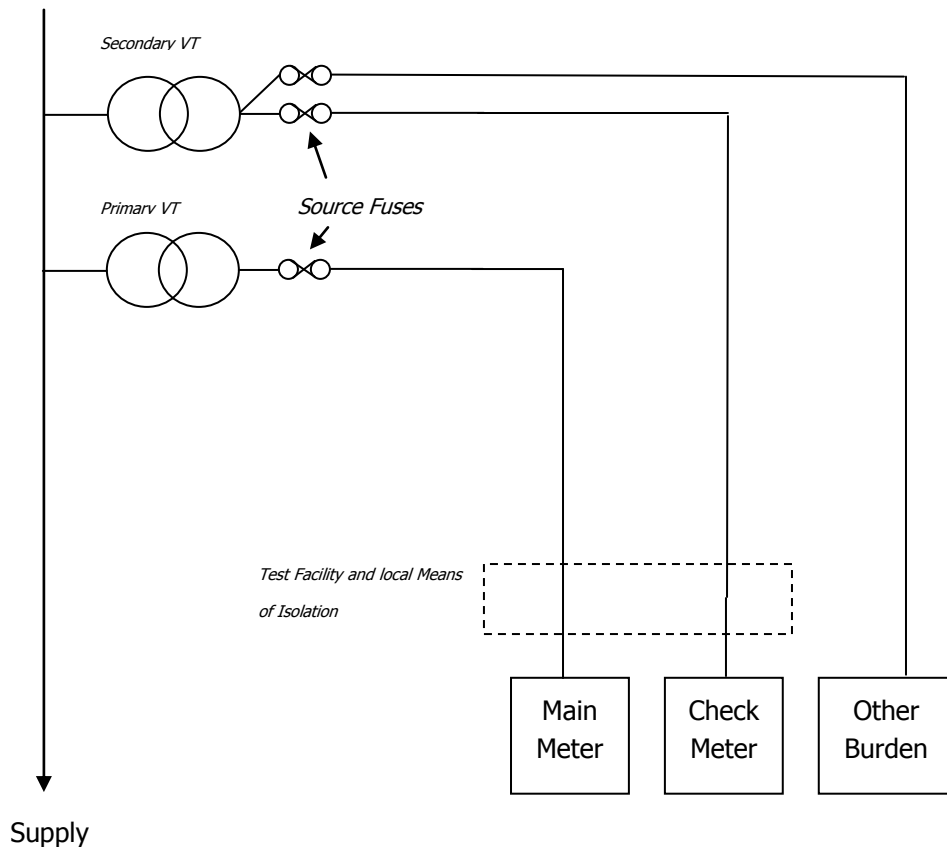 Secondary VT
Primary VT
Source Fuses
Test Facility and local Means
of Isolation
Main
Meter
Check
Meter
Other
Burden
Supply